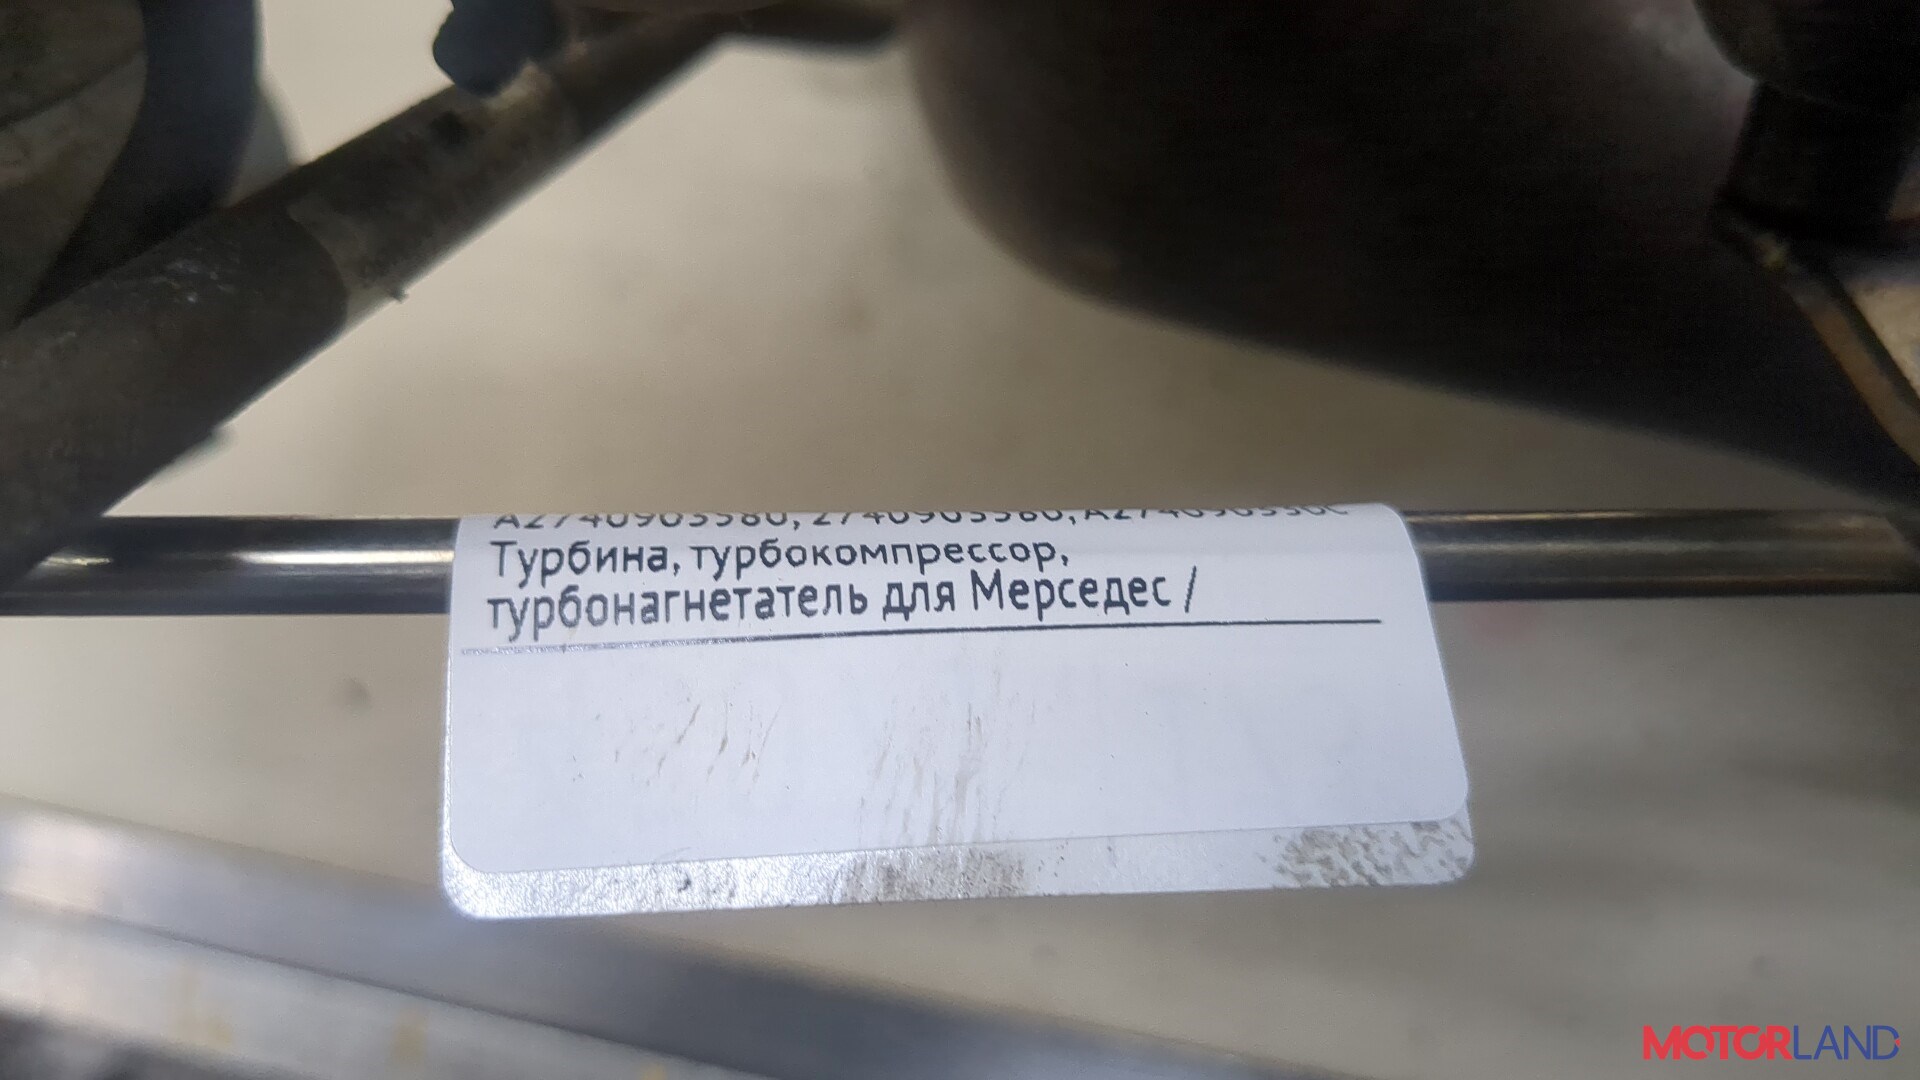 Турбина, турбокомпрессор,
турбонагнетатель для Мерседес /
MOTORLAND